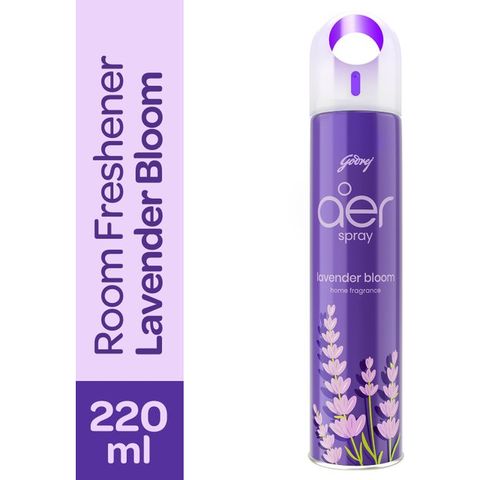 Room Freshener
Lavender Bloom
220
ml
Godrej
aer
spray
lavender bloom
home fragrance